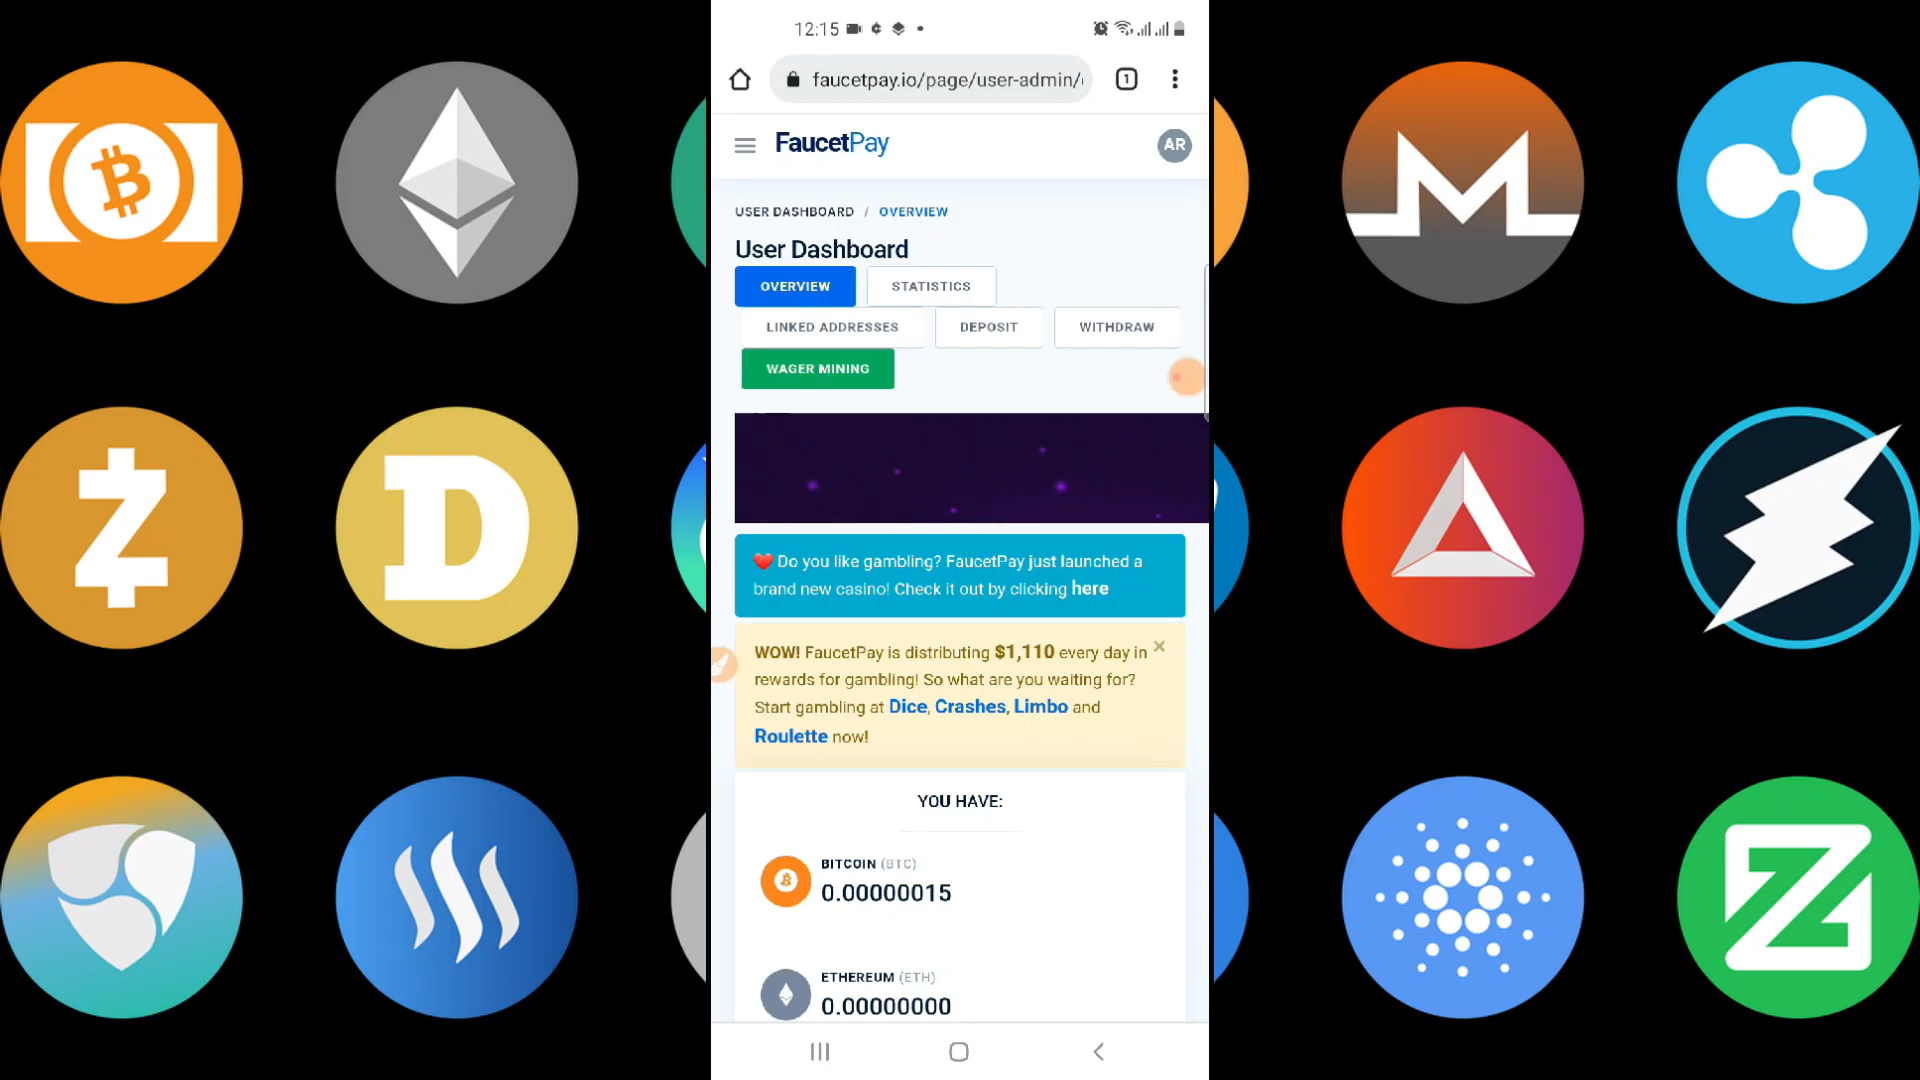 12:15
faucetpay.io/page/user-admin/
1
FaucetPay
AR
USER DASHBOARD / OVERVIEW
User Dashboard
OVERVIEW
STATISTICS
LINKED ADDRESSES
DEPOSIT
WITHDRAW
WAGER MINING
❤️ Do you like gambling? FaucetPay just launched a
brand new casino! Check it out by clicking here
WOW! FaucetPay is distributing $1,110 every day in
rewards for gambling! So what are you waiting for?
Start gambling at Dice, Crashes, Limbo and
Roulette now!
YOU HAVE:
BITCOIN (BTC)
0.00000015
ETHEREUM (ETH)
0.00000000